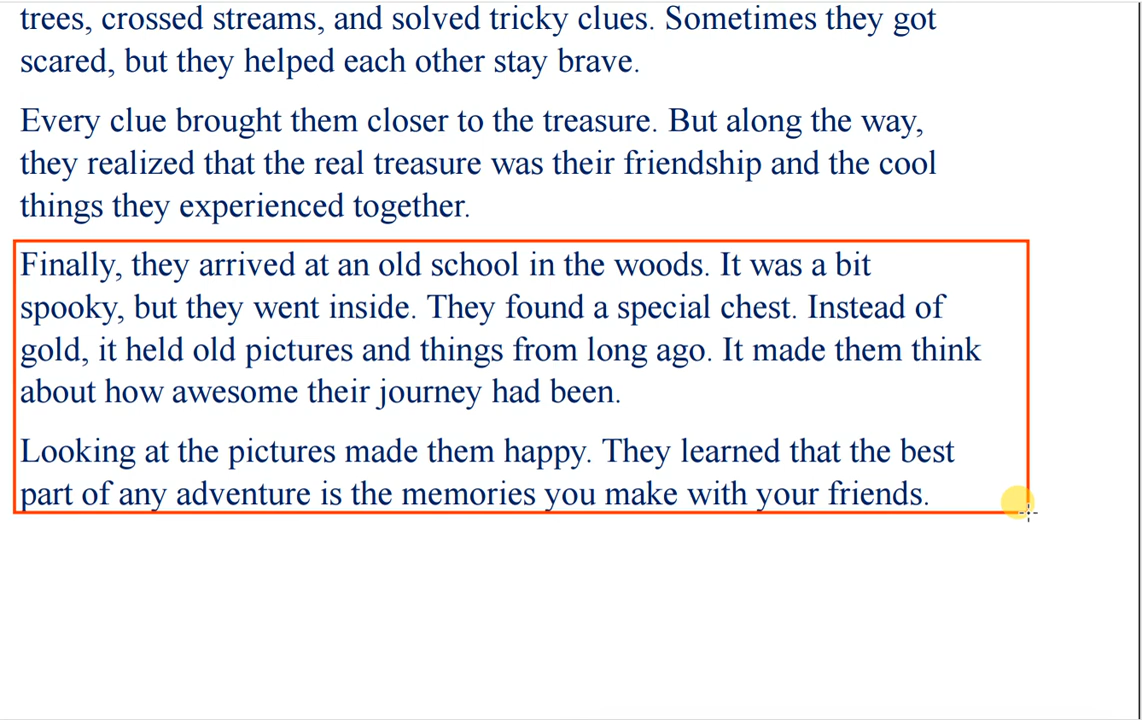 trees, crossed streams, and solved tricky clues. Sometimes they got
scared, but they helped each other stay brave.
Every clue brought them closer to the treasure. But along the way,
they realized that the real treasure was their friendship and the cool
things they experienced together.
Finally, they arrived at an old school in the woods. It was a bit
spooky, but they went inside. They found a special chest. Instead of
gold, it held old pictures and things from long ago. It made them think
about how awesome their journey had been.
Looking at the pictures made them happy. They learned that the best
part of any adventure is the memories you make with your friends.